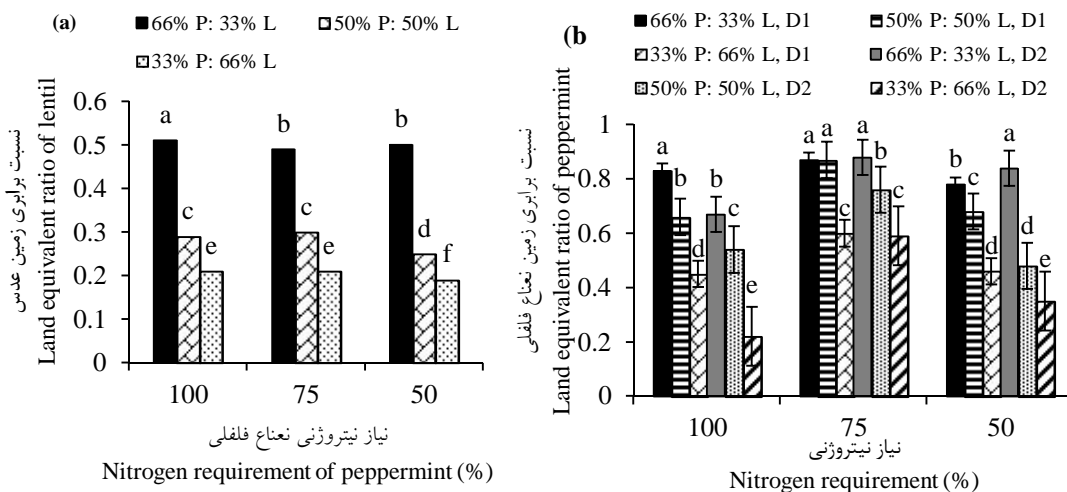 (a)
66% P: 33% L
50% P: 50% L
33% P: 66% L
نسبت برابری زمین عدس
Land equivalent ratio of lentil
0.6
0.5
0.4
0.3
0.2
0.1
0
a
c
e
b
c
e
b
d
f
100
75
50
نیاز نیتروژنی نعناع فلفلی
Nitrogen requirement of peppermint (%)
(b
66% P: 33% L, D1
50% P: 50% L, D1
33% P: 66% L, D1
66% P: 33% L, D2
50% P: 50% L, D2
33% P: 66% L, D2
نسبت برابری زمین نعناع فلفلی
Land equivalent ratio of peppermint
1
0.8
0.6
0.4
0.2
0
a
b
d
b
c
e
a
a
c
a
b
c
b
c
d
a
d
e
100
75
50
نیاز نیتروژنی
Nitrogen requirement (%)